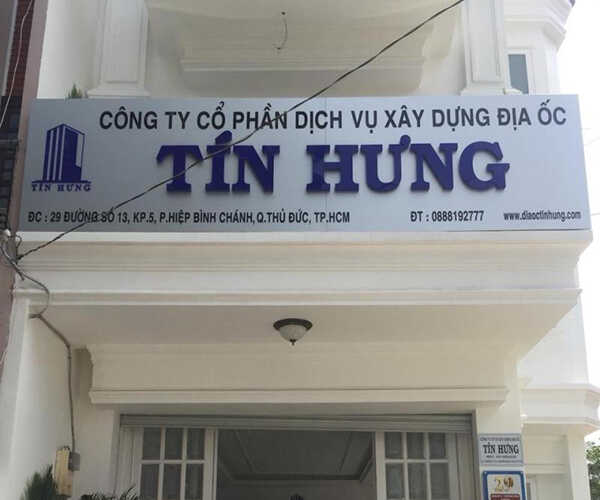 CÔNG TY CỔ PHẦN DỊCH VỤ XÂY DỰNG ĐỊA ỐC
TÍN HƯNG
TÍN HƯNG
ĐC : 29 ĐƯỜNG SỐ 13, KP.5, P.HIỆP BÌNH CHÁNH, Q.THỦ ĐỨC, TP.HCM ĐT : 0888192777 www.diaoctinhung.com
TÍN HƯNG
29